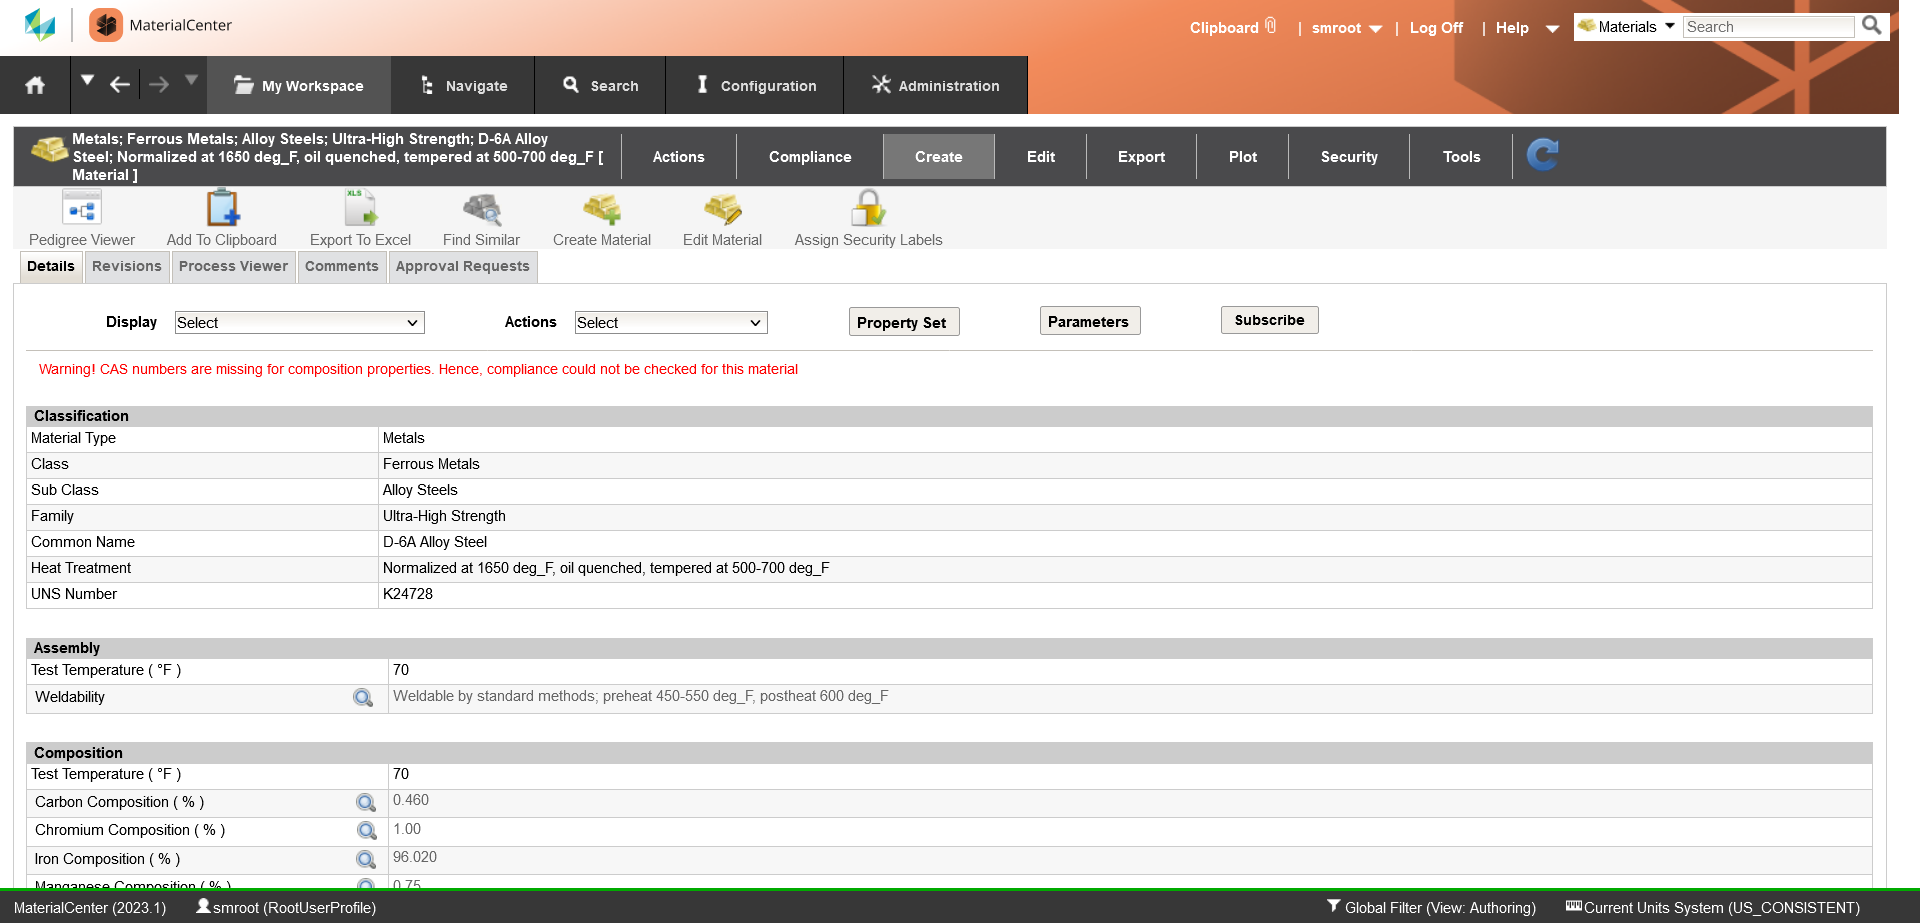 MaterialCenter
Clipboard | smroot | Log Off | Help Materials Search
My Workspace Navigate Search Configuration Administration
Metals; Ferrous Metals; Alloy Steels; Ultra-High Strength; D-6A Alloy
Steel; Normalized at 1650 deg_F, oil quenched, tempered at 500-700 deg_F [
Material ]
Actions Compliance Create Edit Export Plot Security Tools
XLS
Pedigree Viewer Add To Clipboard Export To Excel Find Similar Create Material Edit Material Assign Security Labels
Details Revisions Process Viewer Comments Approval Requests
Display Select Actions Select Property Set Parameters Subscribe
Warning! CAS numbers are missing for composition properties. Hence, compliance could not be checked for this material
Classification
Material Type Metals
Class Ferrous Metals
Sub Class Alloy Steels
Family Ultra-High Strength
Common Name D-6A Alloy Steel
Heat Treatment Normalized at 1650 deg_F, oil quenched, tempered at 500-700 deg_F
UNS Number K24728
Assembly
Test Temperature ( °F ) 70
Weldability Weldable by standard methods; preheat 450-550 deg_F, postheat 600 deg_F
Composition
Test Temperature ( °F ) 70
Carbon Composition ( % ) 0.460
Chromium Composition ( % ) 1.00
Iron Composition ( % ) 96.020
Manganese Composition ( % ) 0.75
MaterialCenter (2023.1) smroot (RootUserProfile) Global Filter (View: Authoring) Current Units System (US_CONSISTENT)